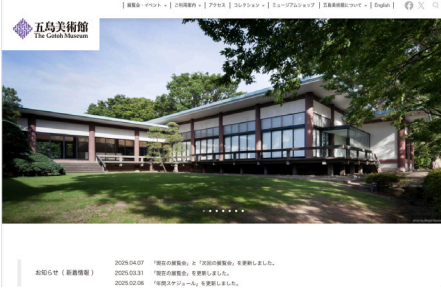 展覧会・イベント
ご利用案内
アクセス
コレクション
ミュージアムショップ
五島美術館について
English
五島美術館
The Gotoh Museum
お知らせ（新着情報）
2025.04.07 「現在の展覧会」と「次回の展覧会」を更新しました。
2025.03.31 「現在の展覧会」を更新しました。
2025.02.06 「年間スケジュール」を更新しました。